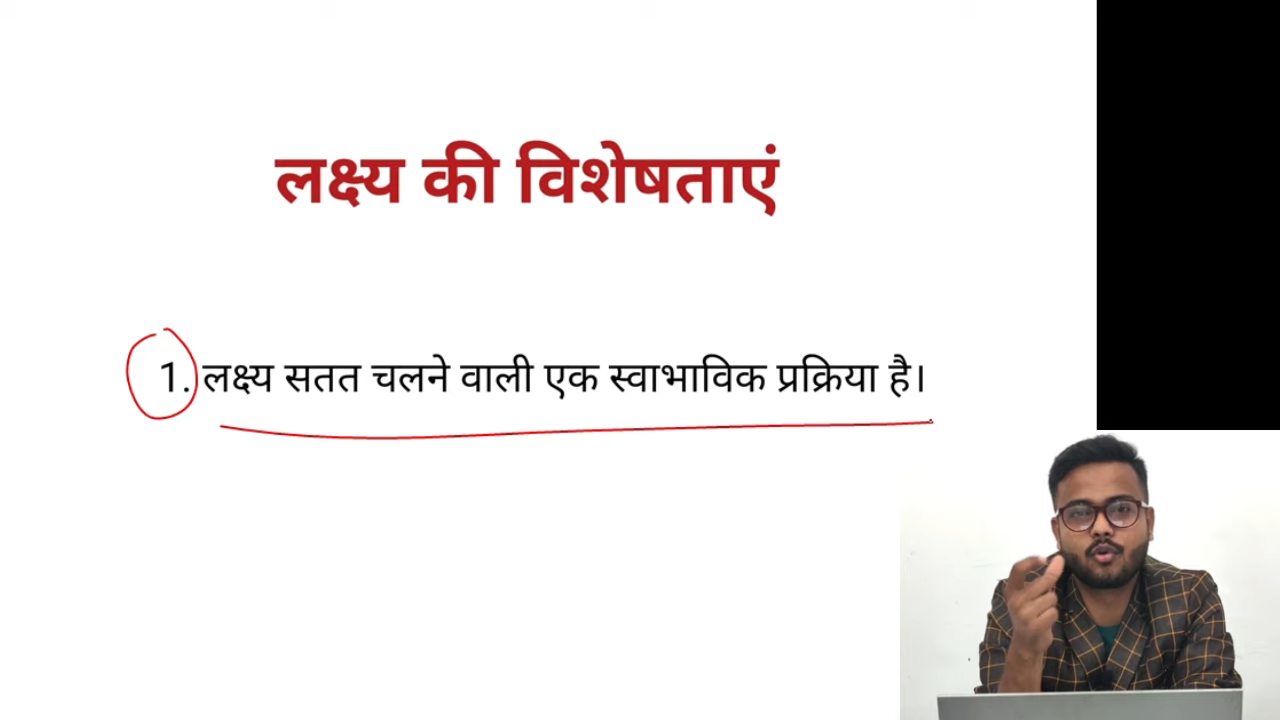 लक्ष्य की विशेषताएं
1. लक्ष्य सतत चलने वाली एक स्वाभाविक प्रक्रिया है।